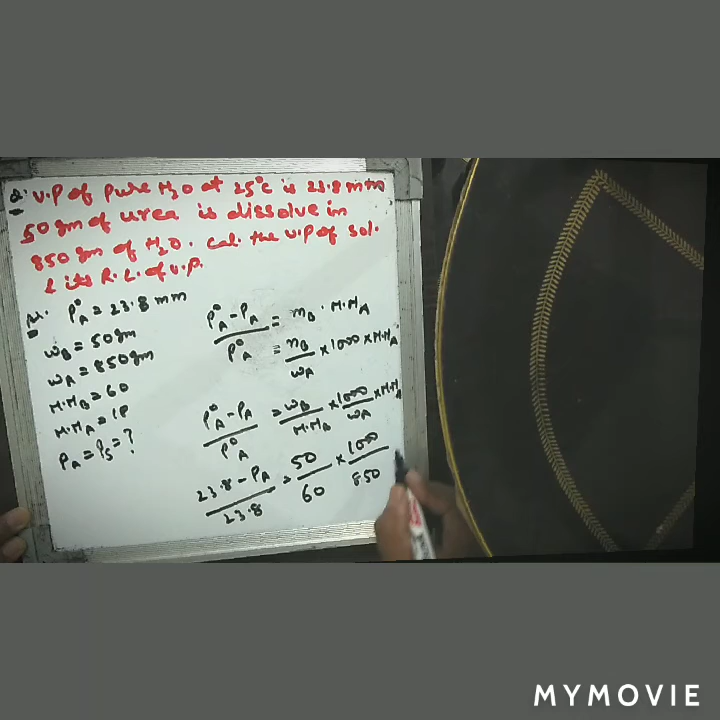 Q: V.P of pure H₂O at 25°C is 23.8 mm
50 gm of urea is dissolve in
850 gm of H₂O. Cal. the V.P of sol.
& its R.L. of V.P.
P°A = 23.8 mm
wB = 50gm
wA = 850gm
M.MB = 60
M.MA = 18
PA = Ps = ?
P°A - PA / P°A = mB . M.MA
= nB / wA × 1000 × M.MA
P°A - PA / P°A = wB / M.MB × 1000 / wA × M.MA
23.8 - PA / 23.8 = 50 / 60 × 1000 / 850
MYMOVIE